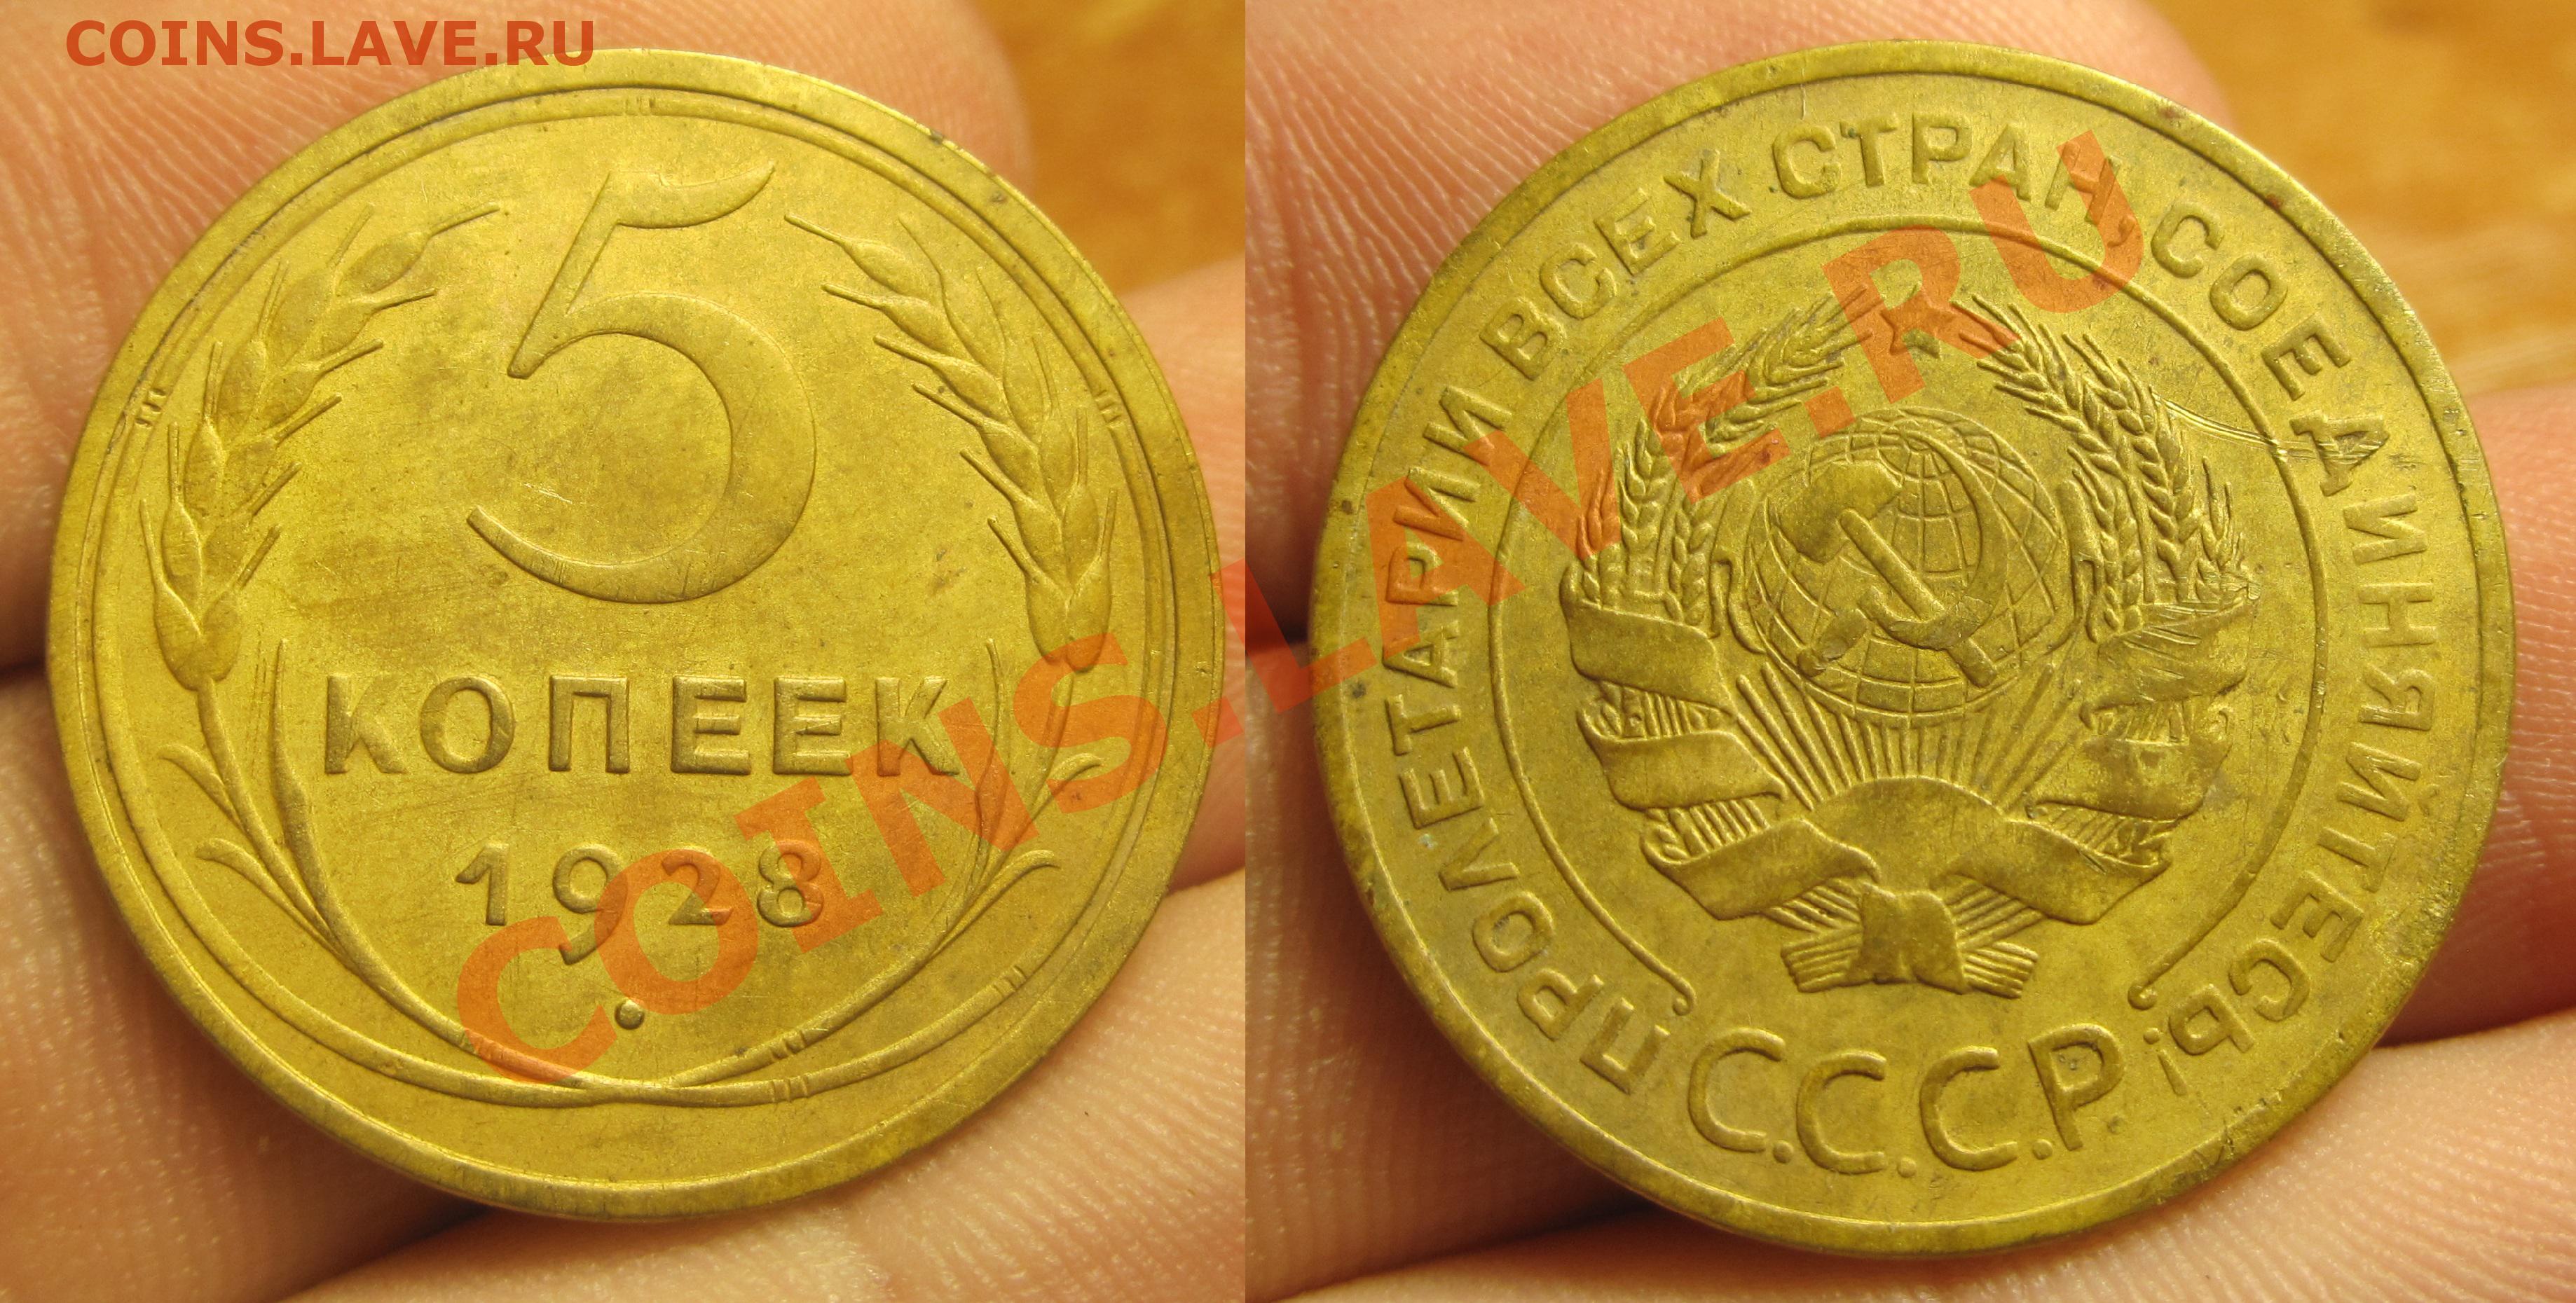 COINS.LAVE.RU
5
КОПЕЕК
1928
ПРОЛЕТАРИИ ВСЕХ СТРАН, СОЕДИНЯЙТЕСЬ!
С.С.С.Р.
COINS.LAVE.RU